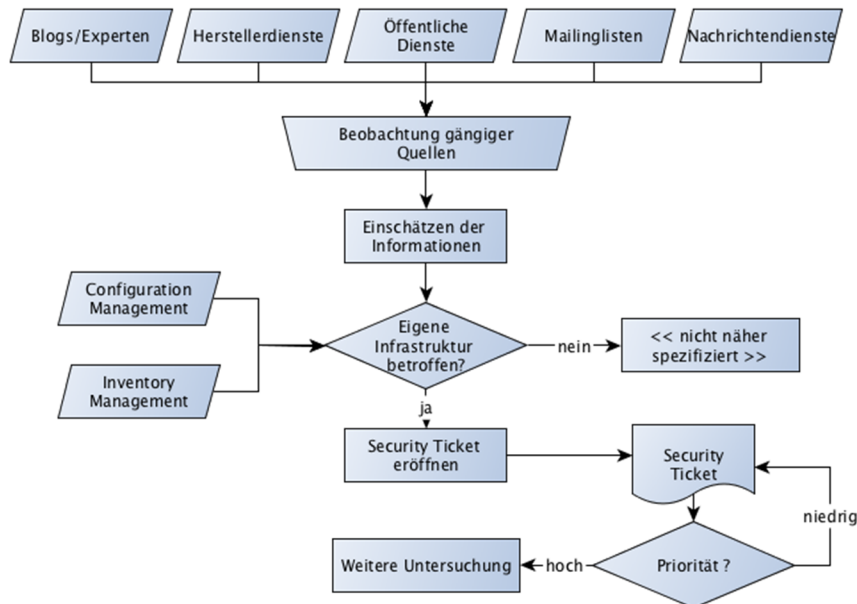 Blogs/Experten
Herstellerdienste
Öffentliche
Dienste
Mailinglisten
Nachrichtendienste
Beobachtung gängiger
Quellen
Einschätzen der
Informationen
Configuration
Management
Inventory
Management
Eigene
Infrastruktur
betroffen?
nein
<< nicht näher
spezifiziert >>
ja
Security Ticket
eröffnen
Security
Ticket
niedrig
Priorität ?
hoch
Weitere Untersuchung